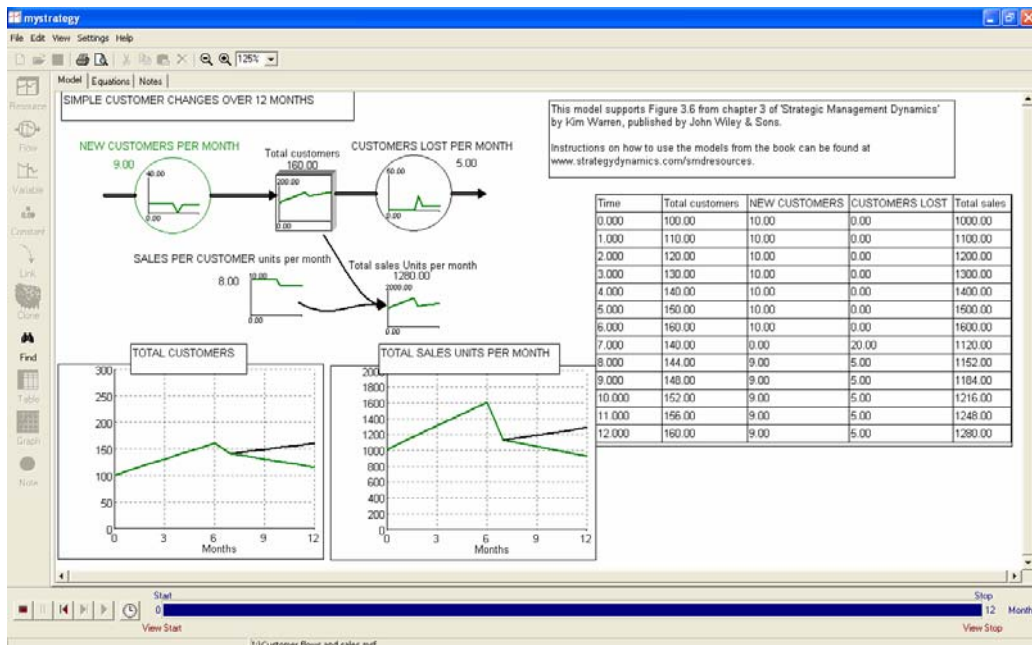 mystrategy
File Edit View Settings Help
125%
Model Equations Notes
Resource
Flow
Variable
Constant
Link
Clone
Find
Table
Graph
Note
SIMPLE CUSTOMER CHANGES OVER 12 MONTHS
This model supports Figure 3.6 from chapter 3 of 'Strategic Management Dynamics'
by Kim Warren, published by John Wiley & Sons.
Instructions on how to use the models from the book can be found at
www.strategydynamics.com/smdresources.
NEW CUSTOMERS PER MONTH
9.00
40.00
0.00
Total customers
160.00
200.00
0.00
CUSTOMERS LOST PER MONTH
5.00
60.00
0.00
SALES PER CUSTOMER units per month
8.00
10.00
0.00
Total sales Units per month
1280.00
2000.00
0.00
Time Total customers NEW CUSTOMERS CUSTOMERS LOST Total sales
0.000 100.00 10.00 0.00 1000.00
1.000 110.00 10.00 0.00 1100.00
2.000 120.00 10.00 0.00 1200.00
3.000 130.00 10.00 0.00 1300.00
4.000 140.00 10.00 0.00 1400.00
5.000 150.00 10.00 0.00 1500.00
6.000 160.00 10.00 0.00 1600.00
7.000 140.00 0.00 20.00 1120.00
8.000 144.00 9.00 5.00 1152.00
9.000 148.00 9.00 5.00 1184.00
10.000 152.00 9.00 5.00 1216.00
11.000 156.00 9.00 5.00 1248.00
12.000 160.00 9.00 5.00 1280.00
TOTAL CUSTOMERS
300
250
200
150
100
50
0
0 3 6 9 12
Months
TOTAL SALES UNITS PER MONTH
1800
1600
1400
1200
1000
800
600
400
200
0
0 3 6 9 12
Months
Start Stop
0 12 Month
View Start View Stop